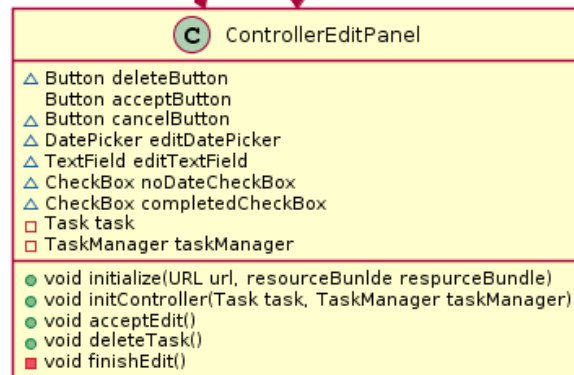 C ControllerEditPanel
Button deleteButton
Button acceptButton
Button cancelButton
DatePicker editDatePicker
TextField editTextField
CheckBox noDateCheckBox
CheckBox completedCheckBox
Task task
TaskManager taskManager
void initialize(URL url, resourceBunlde respurceBundle)
void initController(Task task, TaskManager taskManager)
void acceptEdit()
void deleteTask()
void finishEdit()